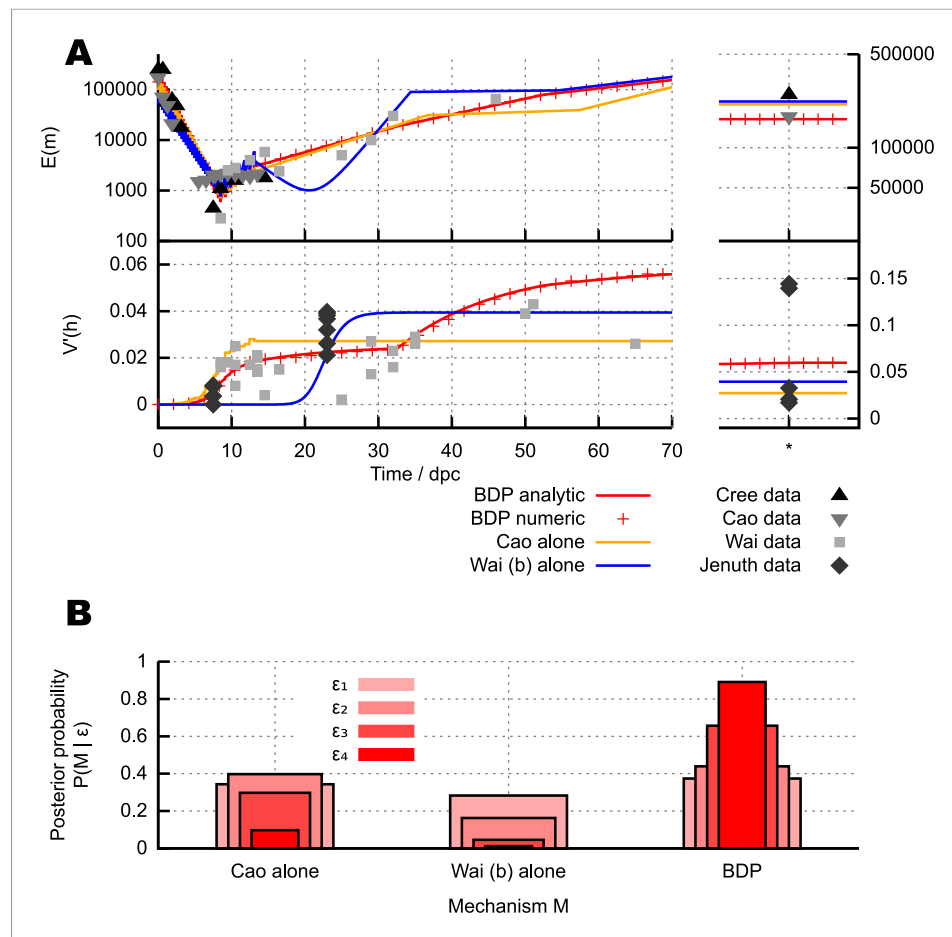 A
E(m)
100000
10000
1000
100
500000
100000
50000
V'(h)
0.06
0.04
0.02
0
0.15
0.1
0.05
0
0 10 20 30 40 50 60 70
*
Time / dpc
BDP analytic
BDP numeric
Cao alone
Wai (b) alone
Cree data
Cao data
Wai data
Jenuth data
B
Posterior probability
P(M | ε)
1
0.8
0.6
0.4
0.2
0
ε1
ε2
ε3
ε4
Cao alone Wai (b) alone BDP
Mechanism M